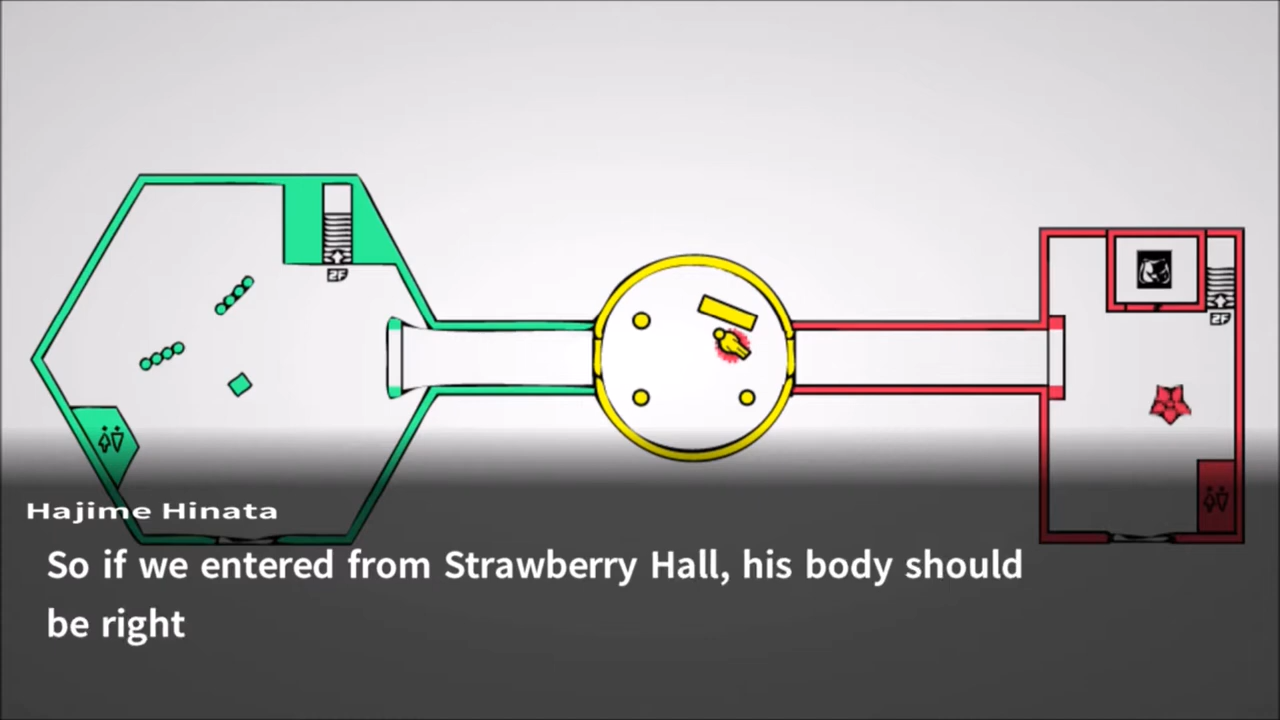 2F
2F
Hajime Hinata
So if we entered from Strawberry Hall, his body should
be right